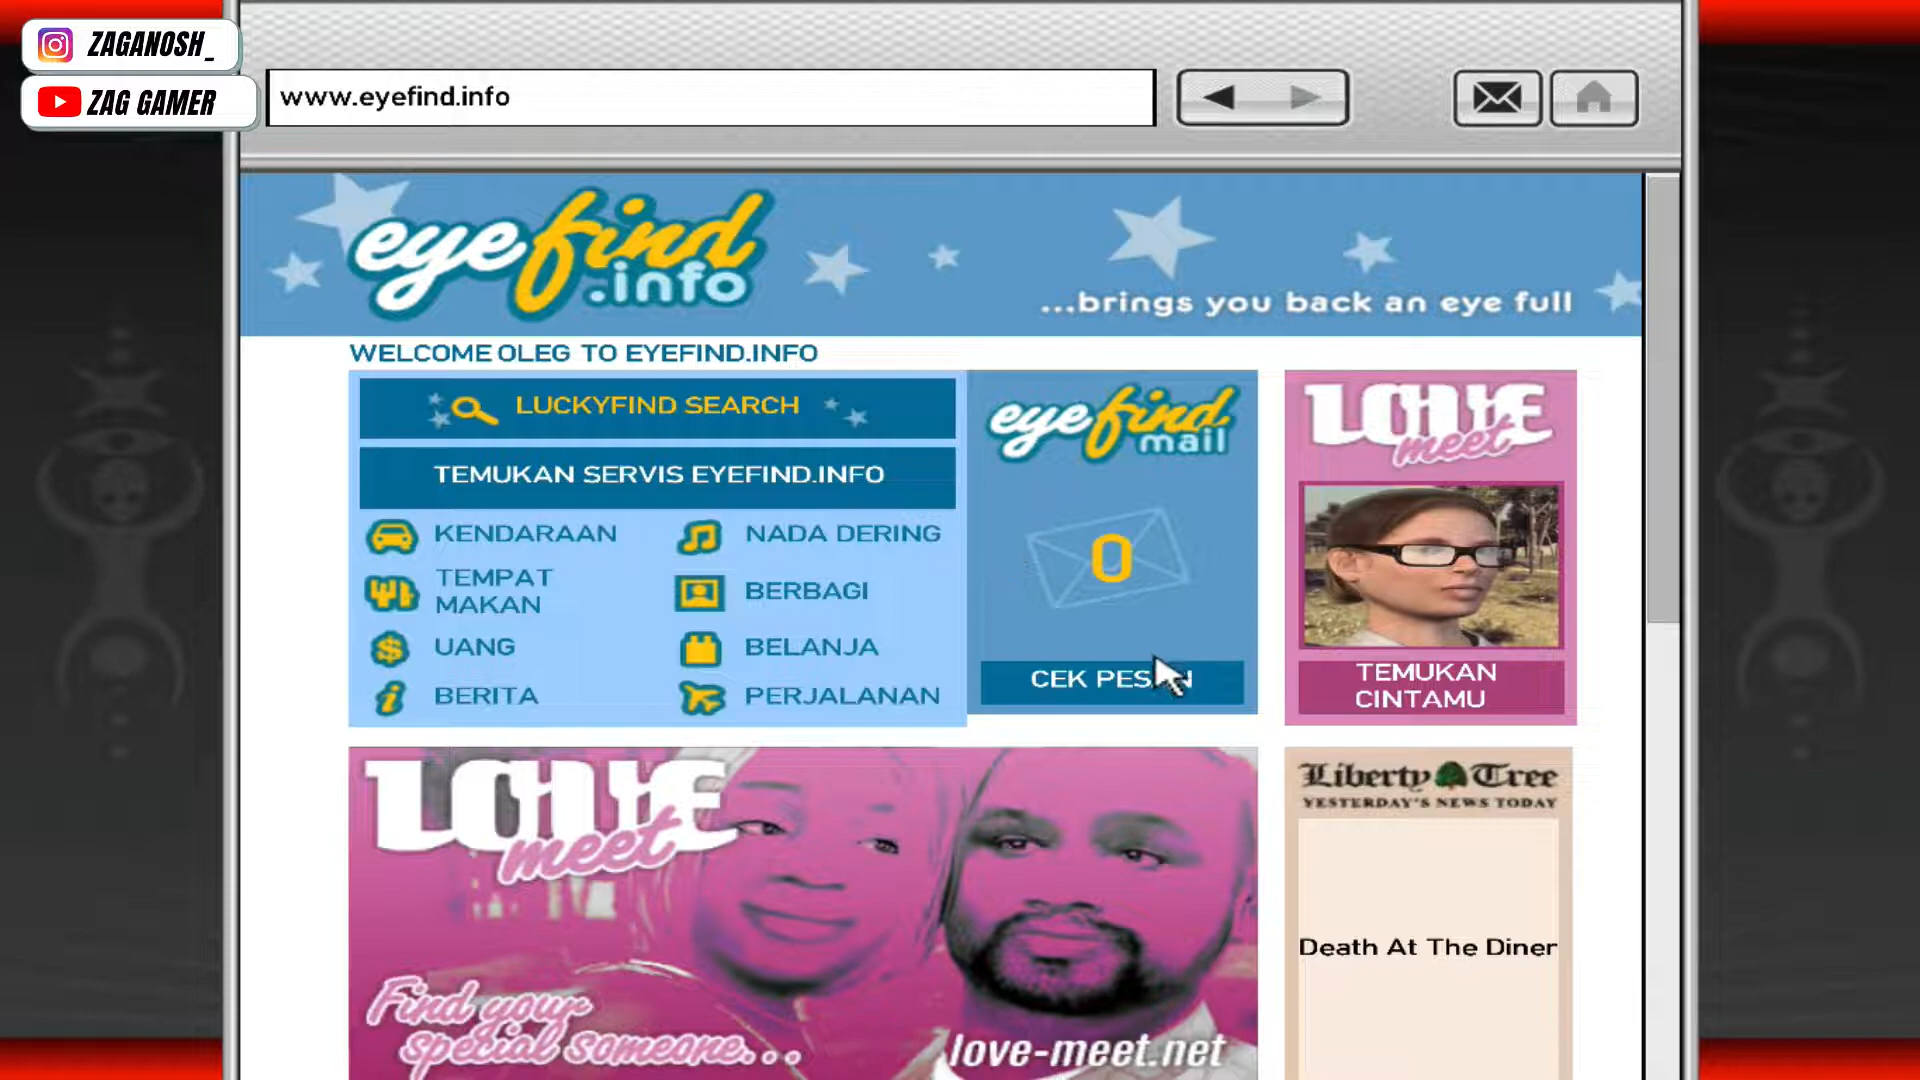 ZAGANOSH_
ZAG GAMER
www.eyefind.info
eyefind
.info
...brings you back an eye full
WELCOME OLEG TO EYEFIND.INFO
LUCKYFIND SEARCH
TEMUKAN SERVIS EYEFIND.INFO
KENDARAAN
NADA DERING
TEMPAT
MAKAN
BERBAGI
UANG
BELANJA
BERITA
PERJALANAN
eyefind
mail
0
CEK
LOVE
meet
TEMUKAN
CINTAMU
LOVE
meet
Find your
special someone...
love-meet.net
Liberty Tree
YESTERDAY'S NEWS TODAY
Death At The Diner